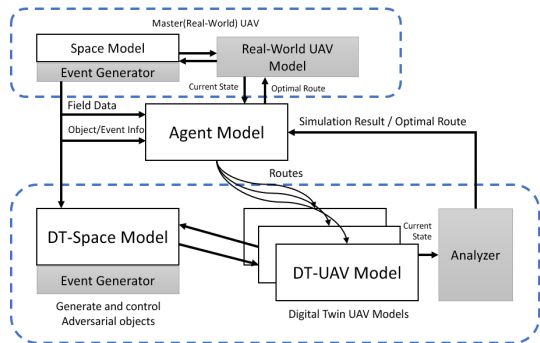 Master(Real-World) UAV
Space Model
Event Generator
Real-World UAV
Model
Current State
Optimal Route
Field Data
Object/Event Info
Agent Model
Simulation Result / Optimal Route
Routes
DT-Space Model
Event Generator
Generate and control
Adversarial objects
DT-UAV Model
Digital Twin UAV Models
Current
State
Analyzer